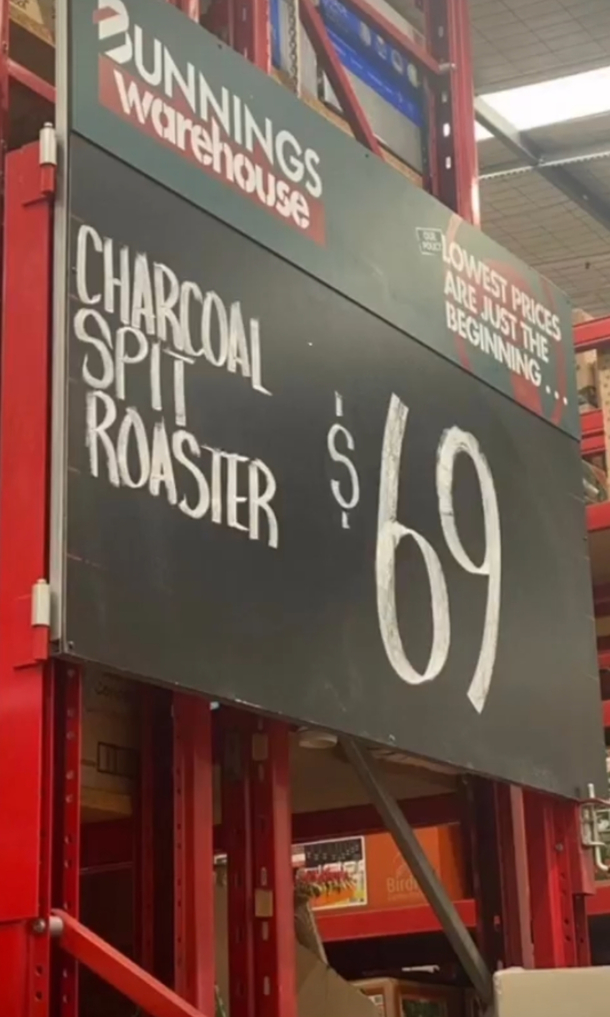 BUNNINGS
warehouse
OUR
POLICY
LOWEST PRICES
ARE JUST THE
BEGINNING...
CHARCOAL
SPIT
ROASTER
$69